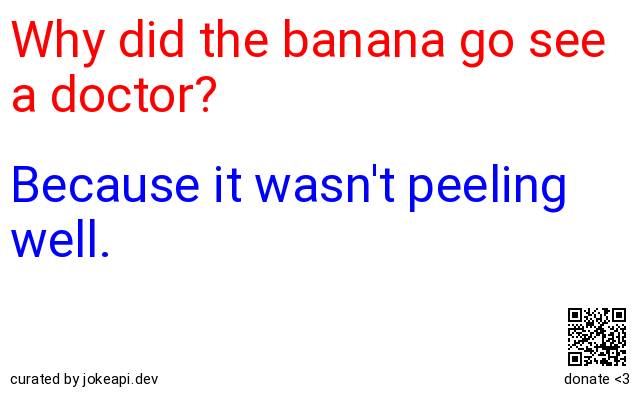 Why did the banana go see
a doctor?
Because it wasn't peeling
well.
curated by jokeapi.dev
donate <3